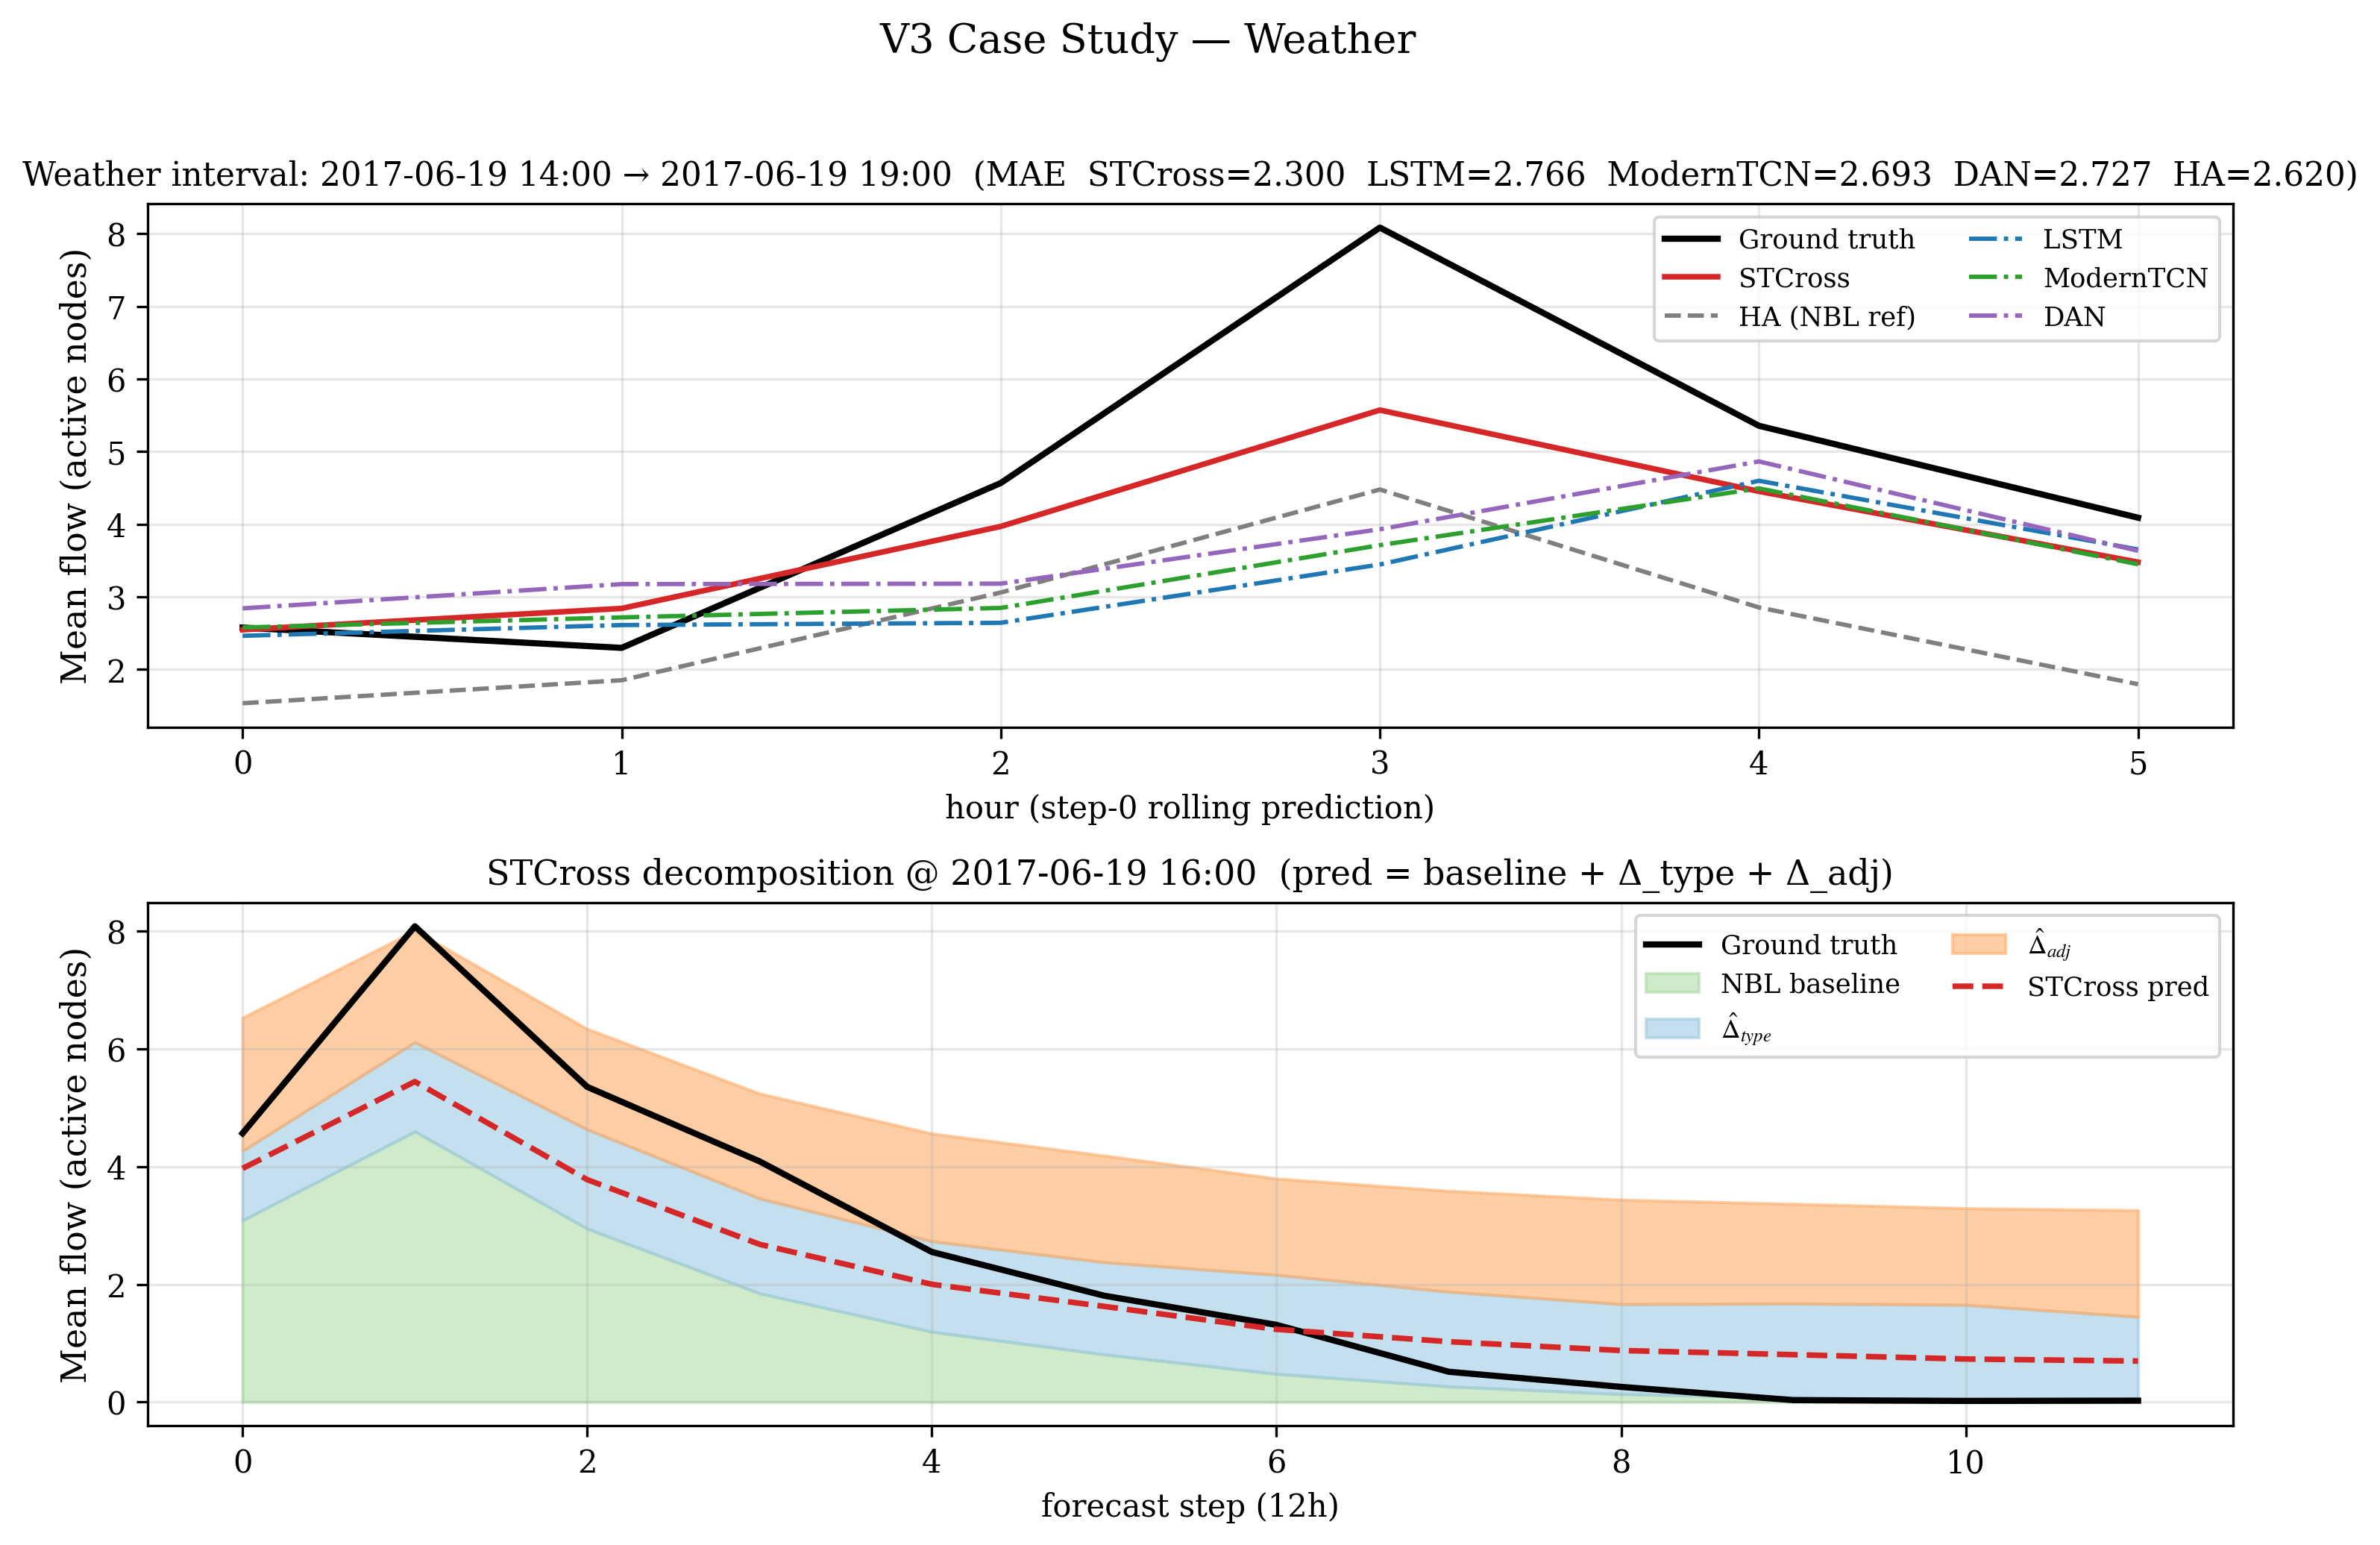 V3 Case Study — Weather
Weather interval: 2017-06-19 14:00 → 2017-06-19 19:00 (MAE STCross=2.300 LSTM=2.766 ModernTCN=2.693 DAN=2.727 HA=2.620)
Mean flow (active nodes)
8
7
6
5
4
3
2
Ground truth
STCross
HA (NBL ref)
LSTM
ModernTCN
DAN
0 1 2 3 4 5
hour (step-0 rolling prediction)
STCross decomposition @ 2017-06-19 16:00 (pred = baseline + Δ_type + Δ_adj)
Mean flow (active nodes)
8
6
4
2
0
Ground truth
NBL baseline
Δ̂type
Δ̂adj
STCross pred
0 2 4 6 8 10
forecast step (12h)